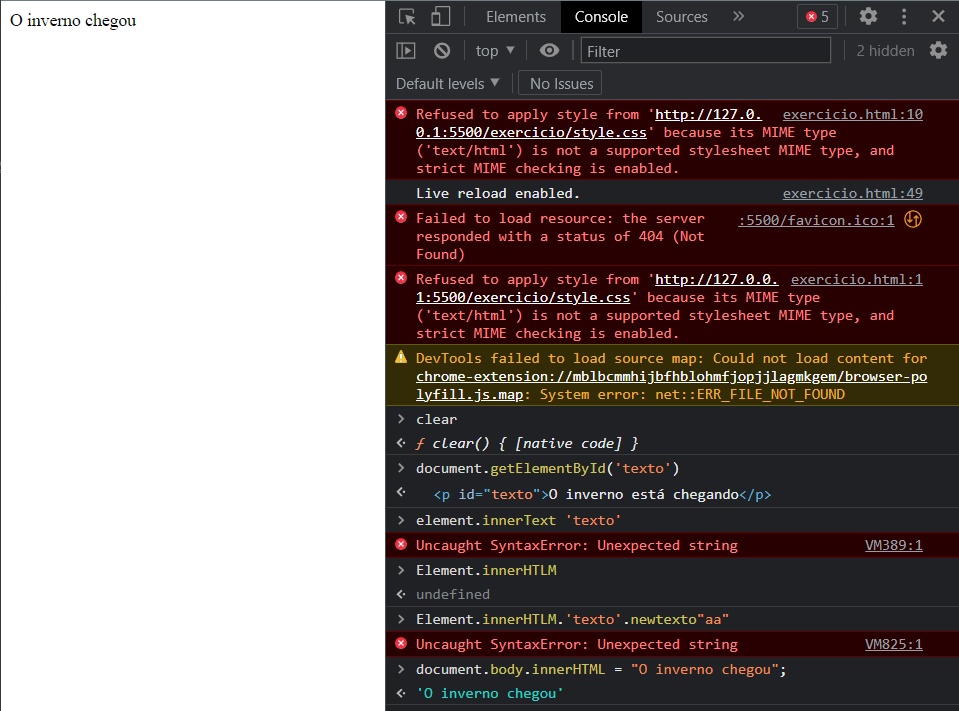 O inverno chegou
Elements Console Sources » 5
top Filter 2 hidden
Default levels No Issues
Refused to apply style from 'http://127.0. exercicio.html:10
0.1:5500/exercicio/style.css' because its MIME type
('text/html') is not a supported stylesheet MIME type, and
strict MIME checking is enabled.
Live reload enabled. exercicio.html:49
Failed to load resource: the server :5500/favicon.ico:1
responded with a status of 404 (Not
Found)
Refused to apply style from 'http://127.0.0. exercicio.html:1
1:5500/exercicio/style.css' because its MIME type
('text/html') is not a supported stylesheet MIME type, and
strict MIME checking is enabled.
DevTools failed to load source map: Could not load content for
chrome-extension://mblbcmmhijbfhblohmfjopjjlagmkgem/browser-po
lyfill.js.map: System error: net::ERR_FILE_NOT_FOUND
clear
ƒ clear() { [native code] }
document.getElementById('texto')
<p id="texto">O inverno está chegando</p>
element.innerText 'texto'
Uncaught SyntaxError: Unexpected string VM389:1
Element.innerHTLM
undefined
Element.innerHTLM.'texto'.newtexto"aa"
Uncaught SyntaxError: Unexpected string VM825:1
document.body.innerHTML = "O inverno chegou";
'O inverno chegou'